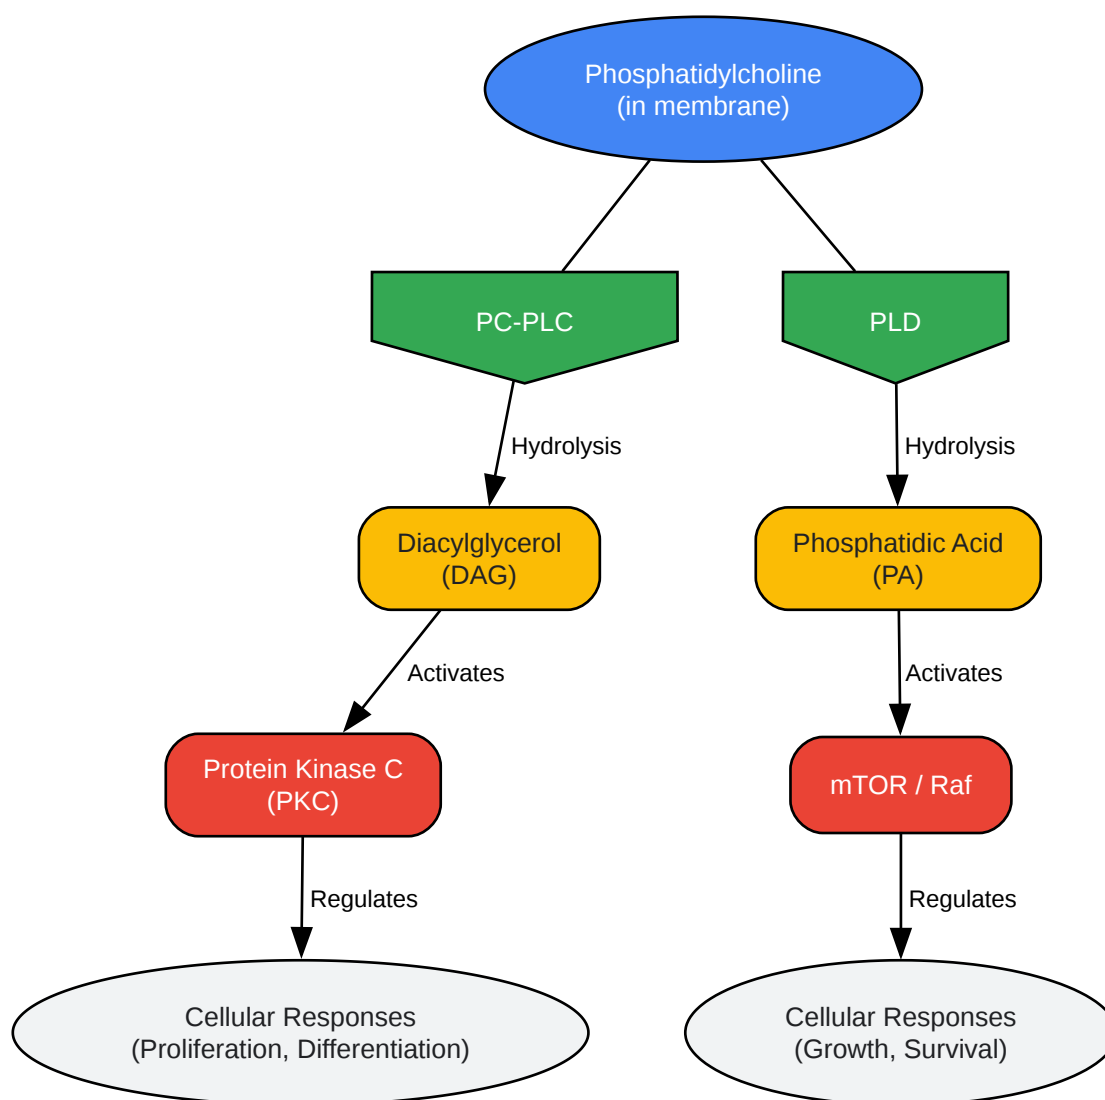 Phosphatidylcholine
(in membrane)
PC-PLC
PLD
Hydrolysis
Hydrolysis
Diacylglycerol
(DAG)
Phosphatidic Acid
(PA)
Activates
Activates
Protein Kinase C
(PKC)
mTOR / Raf
Regulates
Regulates
Cellular Responses
(Proliferation, Differentiation)
Cellular Responses
(Growth, Survival)